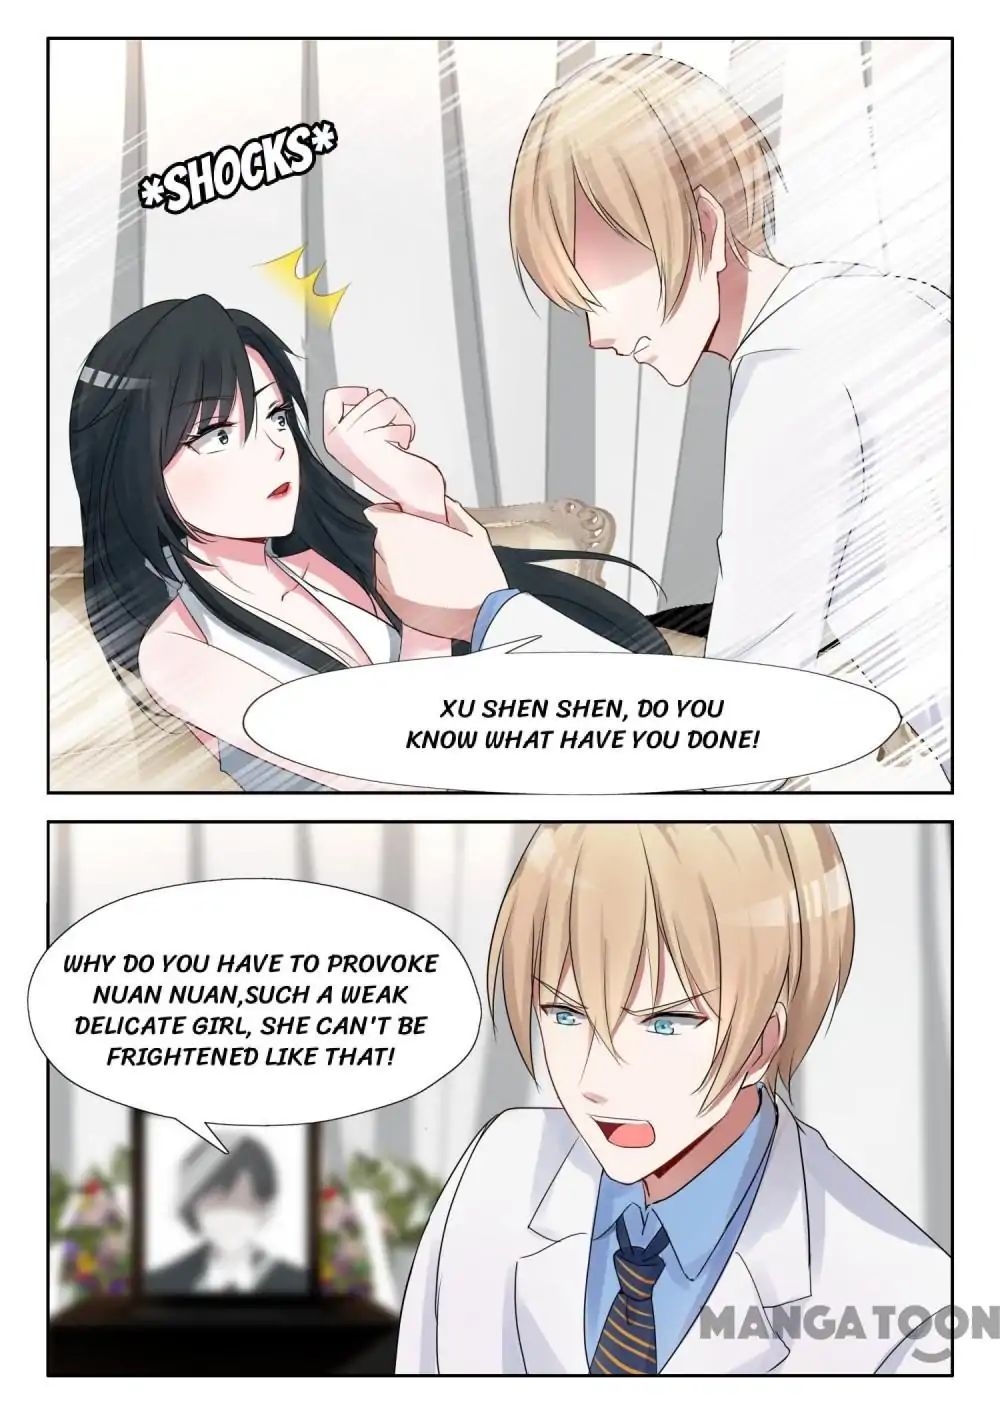 *SHOCKS*
XU SHEN SHEN, DO YOU
KNOW WHAT HAVE YOU DONE!
WHY DO YOU HAVE TO PROVOKE
NUAN NUAN,SUCH A WEAK
DELICATE GIRL, SHE CAN'T BE
FRIGHTENED LIKE THAT!
MANGATOON